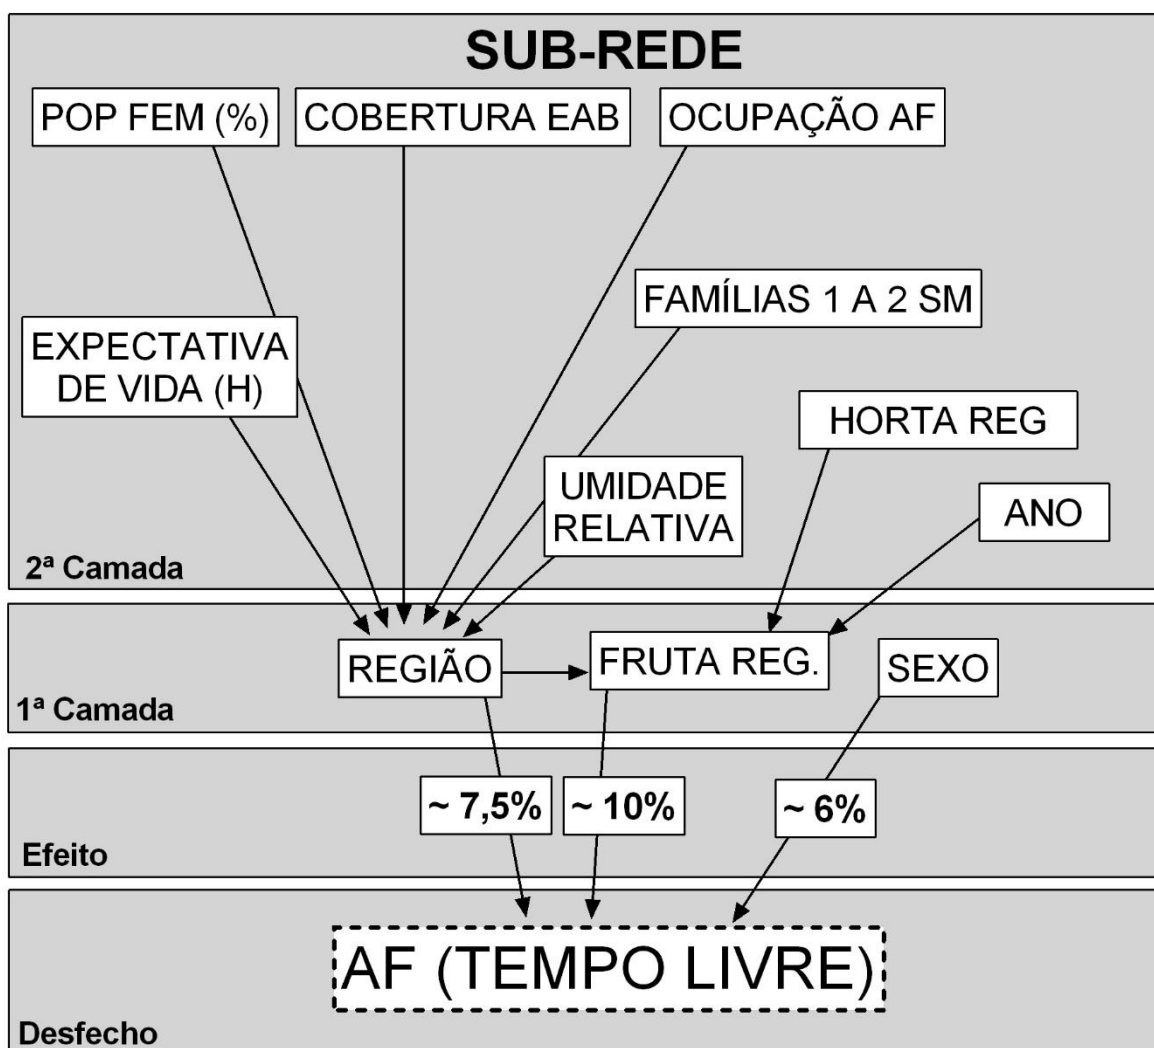 SUB-REDE
POP FEM (%)
COBERTURA EAB
OCUPAÇÃO AF
FAMÍLIAS 1 A 2 SM
EXPECTATIVA
DE VIDA (H)
HORTA REG
UMIDADE
RELATIVA
ANO
2ª Camada
REGIÃO
FRUTA REG.
SEXO
1ª Camada
~ 7,5%
~ 10%
~ 6%
Efeito
AF (TEMPO LIVRE)
Desfecho